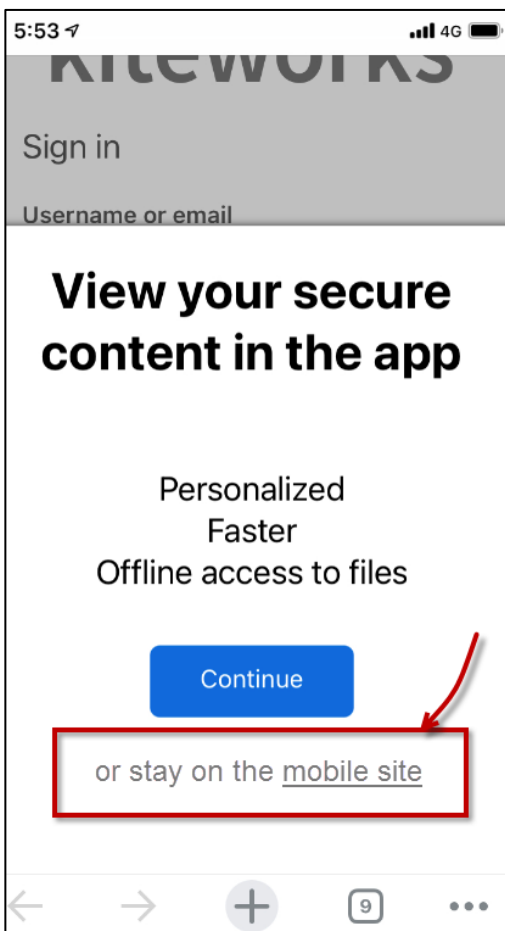 5:53
4G
kiteworks
Sign in
Username or email
View your secure
content in the app
Personalized
Faster
Offline access to files
Continue
or stay on the mobile site
9